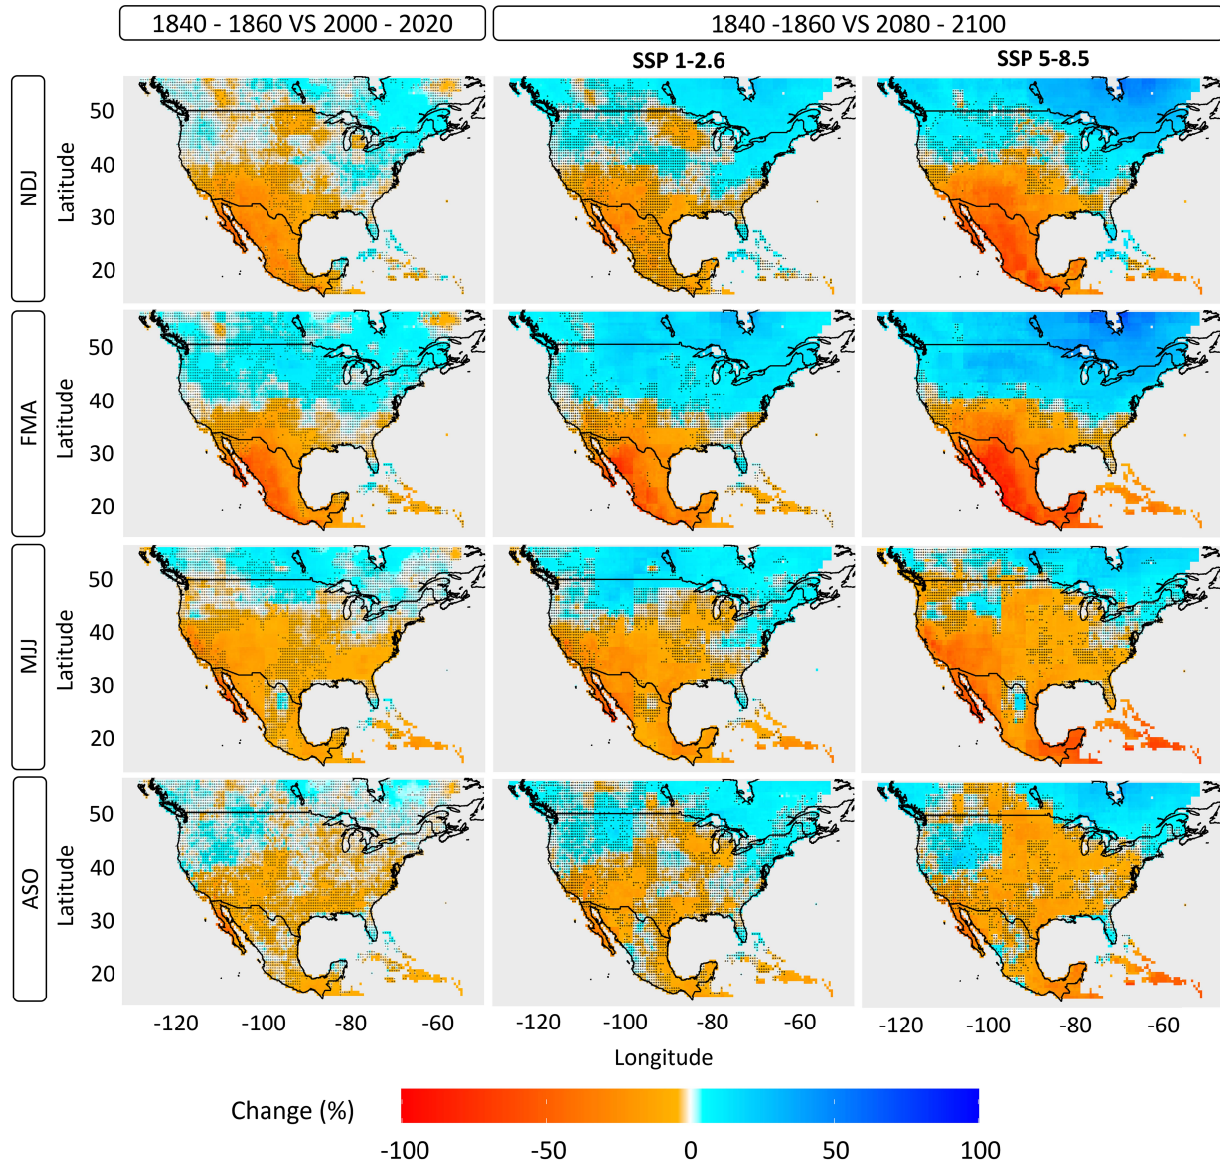 1840 - 1860 VS 2000 - 2020
1840 -1860 VS 2080 - 2100
SSP 1-2.6
SSP 5-8.5
NDJ
Latitude
50
40
30
20
FMA
Latitude
50
40
30
20
MJJ
Latitude
50
40
30
20
ASO
Latitude
50
40
30
20
-120 -100 -80 -60 -120 -100 -80 -60 -120 -100 -80 -60
Longitude
Change (%)
-100 -50 0 50 100